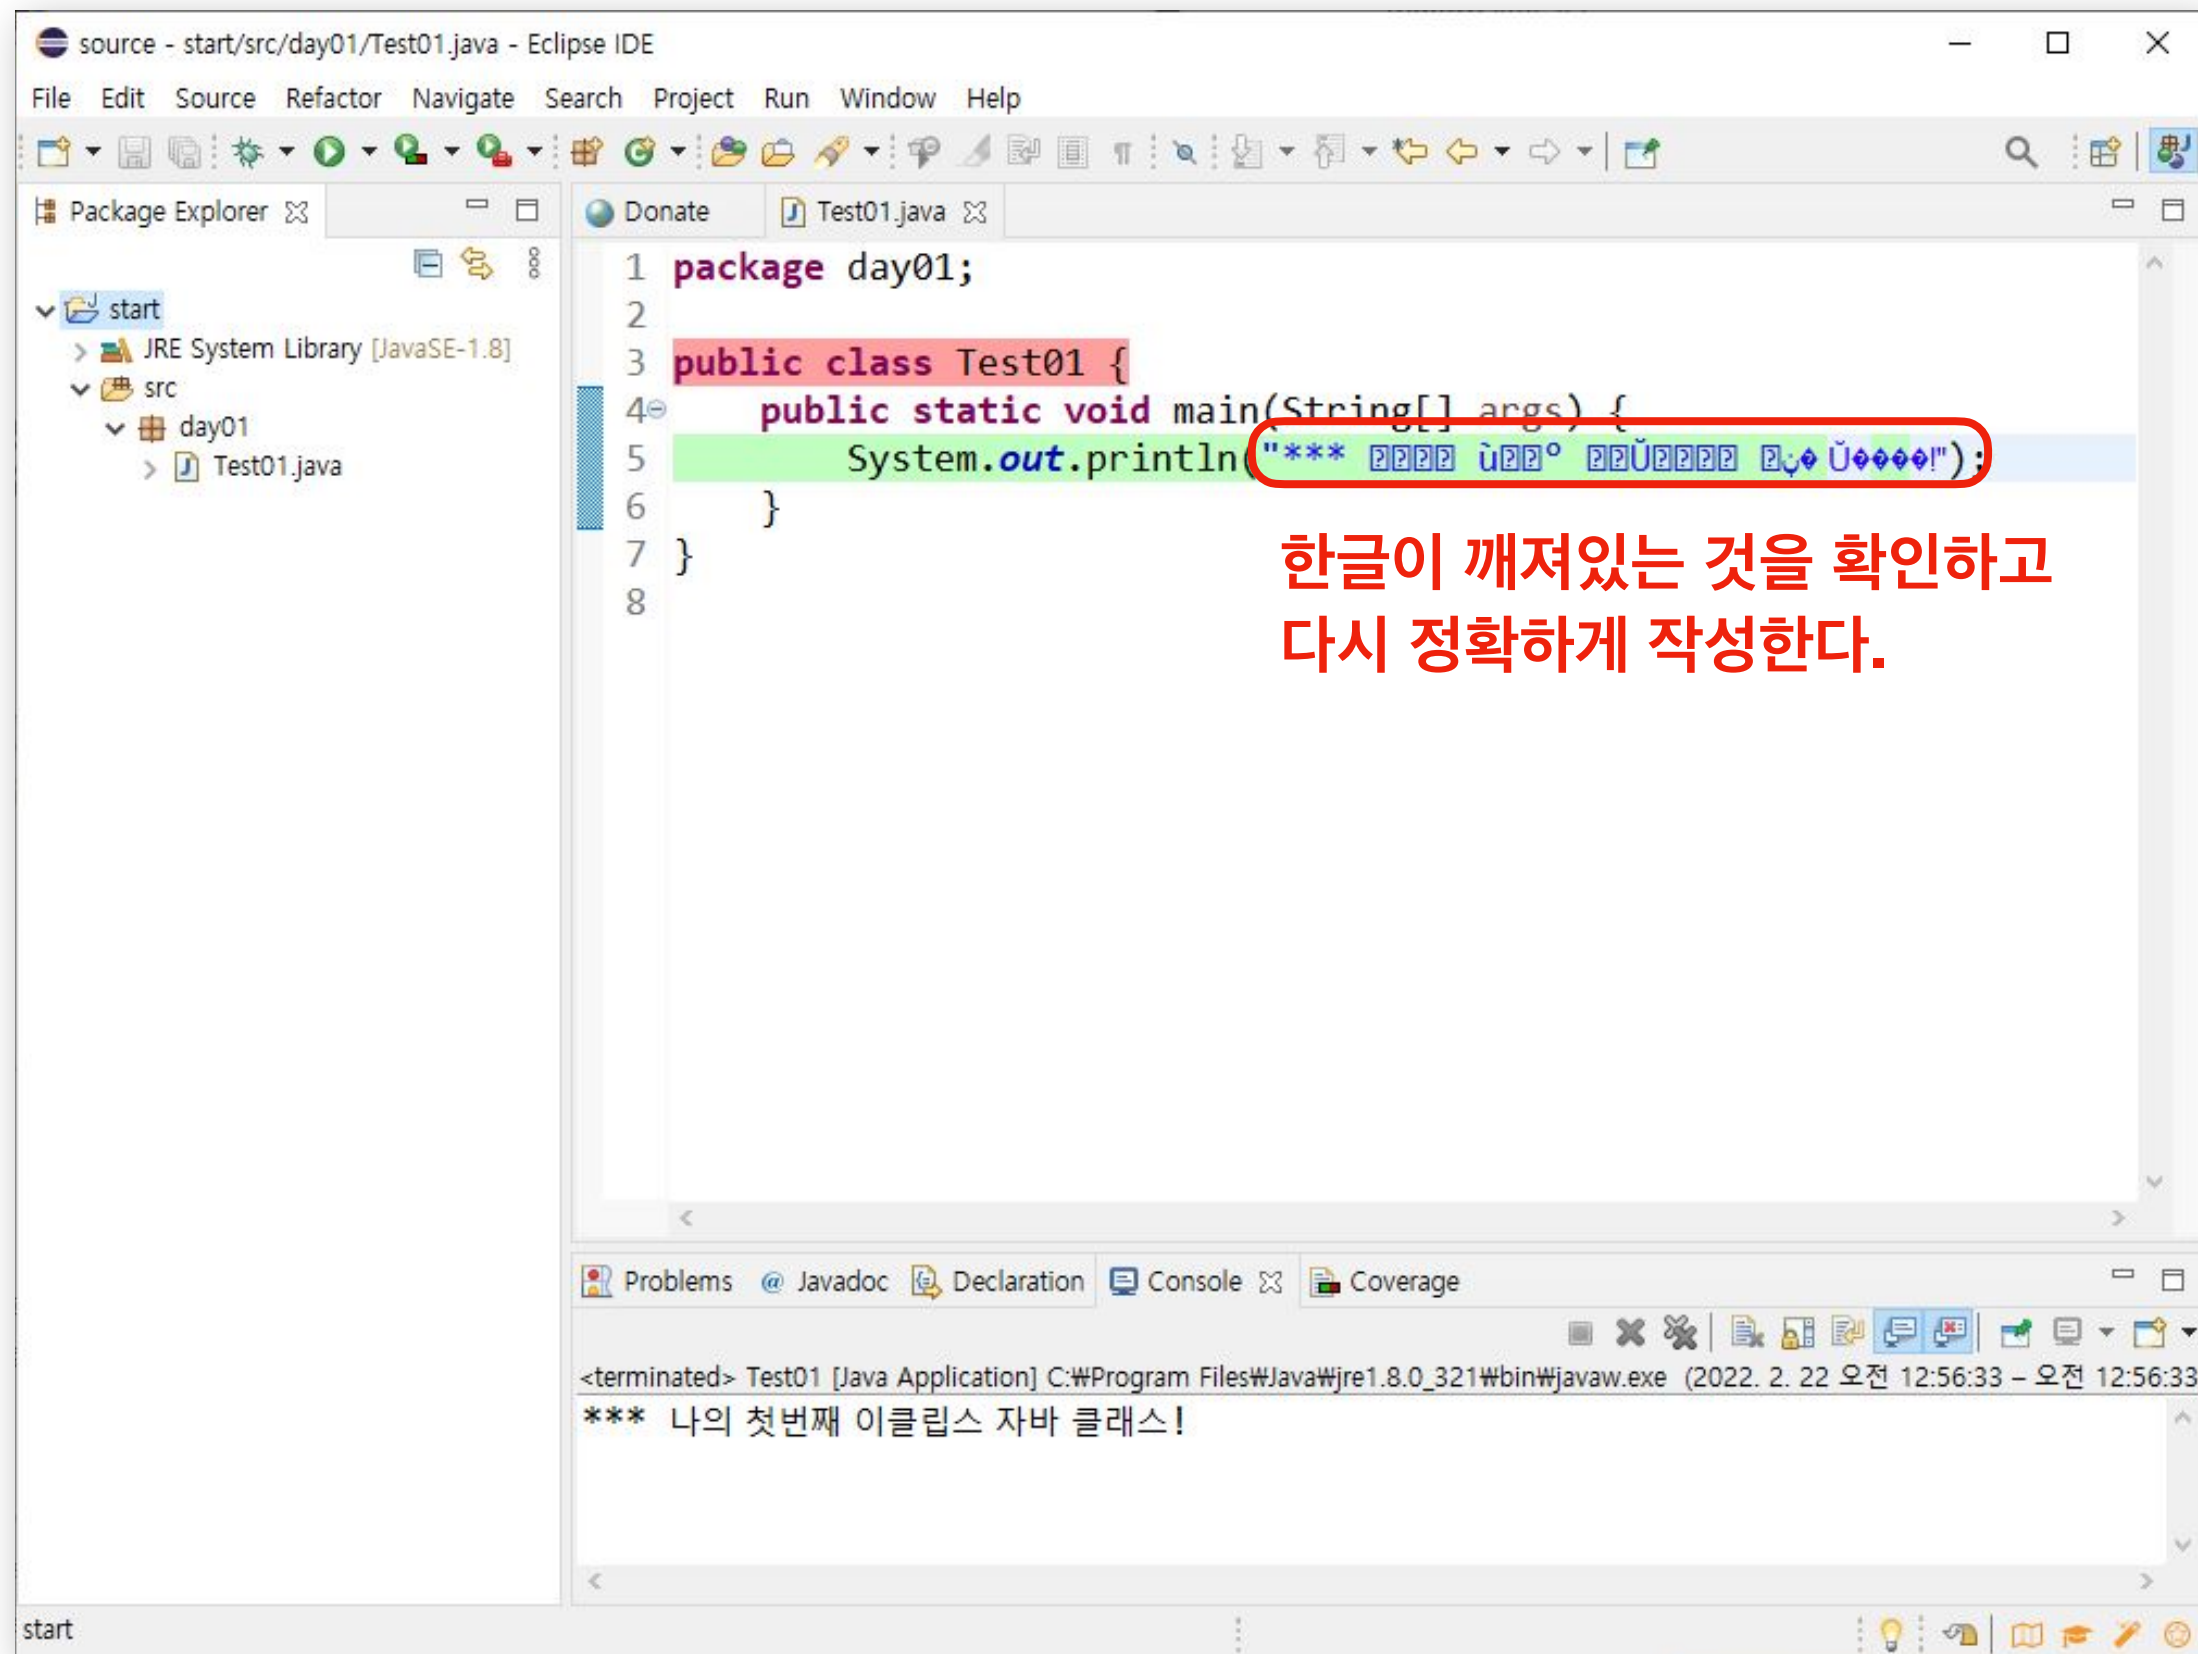 source - start/src/day01/Test01.java - Eclipse IDE
File Edit Source Refactor Navigate Search Project Run Window Help
Package Explorer
Donate Test01.java
start
JRE System Library [JavaSE-1.8]
src
day01
Test01.java
1 package day01;
2
3 public class Test01 {
4 public static void main(String[] args) {
5 System.out.println("***
6 }
7 }
8
한글이 깨져있는 것을 확인하고
다시 정확하게 작성한다.
Problems Javadoc Declaration Console Coverage
<terminated> Test01 [Java Application] C:₩Program Files₩Java₩jre1.8.0_321₩bin₩javaw.exe (2022. 2. 22 오전 12:56:33 – 오전 12:56:33
*** 나의 첫번째 이클립스 자바 클래스!
start